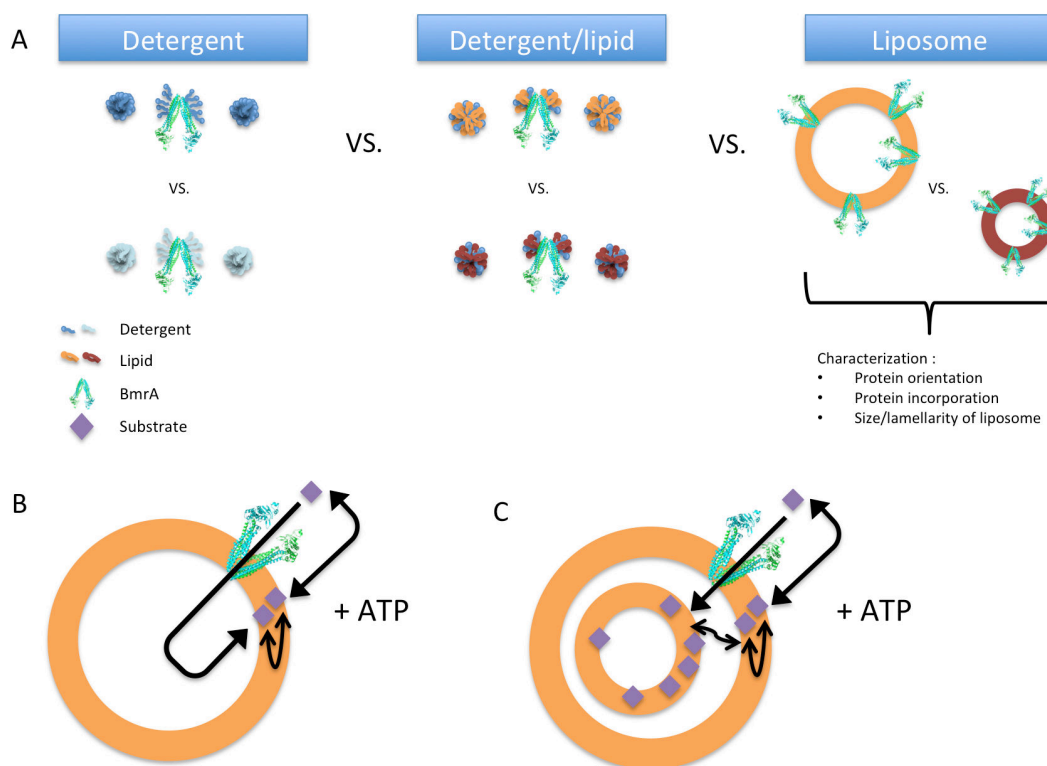 A
Detergent
Detergent/lipid
Liposome
VS.
VS.
VS.
VS.
VS.
Detergent
Lipid
BmrA
Substrate
Characterization :
• Protein orientation
• Protein incorporation
• Size/lamellarity of liposome
B
+ ATP
C
+ ATP